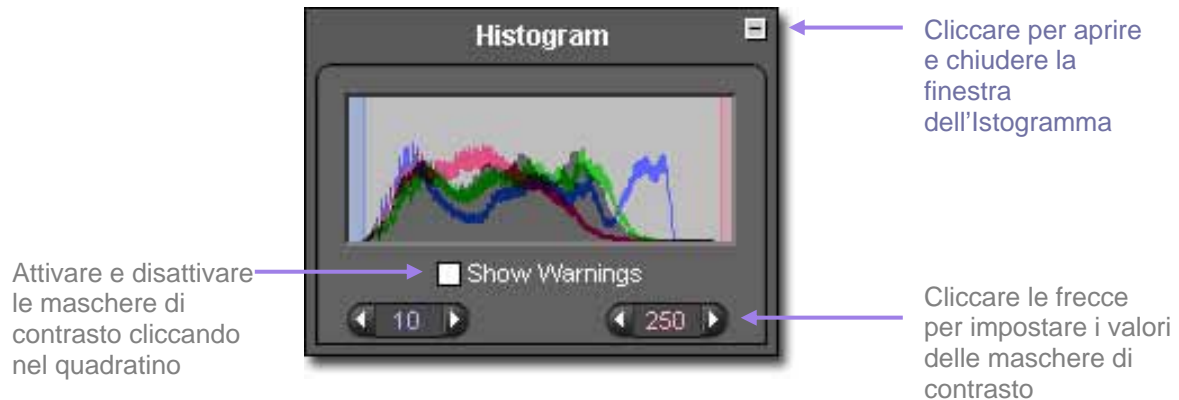 Histogram
Cliccare per aprire
e chiudere la
finestra
dell'Istogramma
Attivare e disattivare
le maschere di
contrasto cliccando
nel quadratino
Show Warnings
10
250
Cliccare le frecce
per impostare i valori
delle maschere di
contrasto